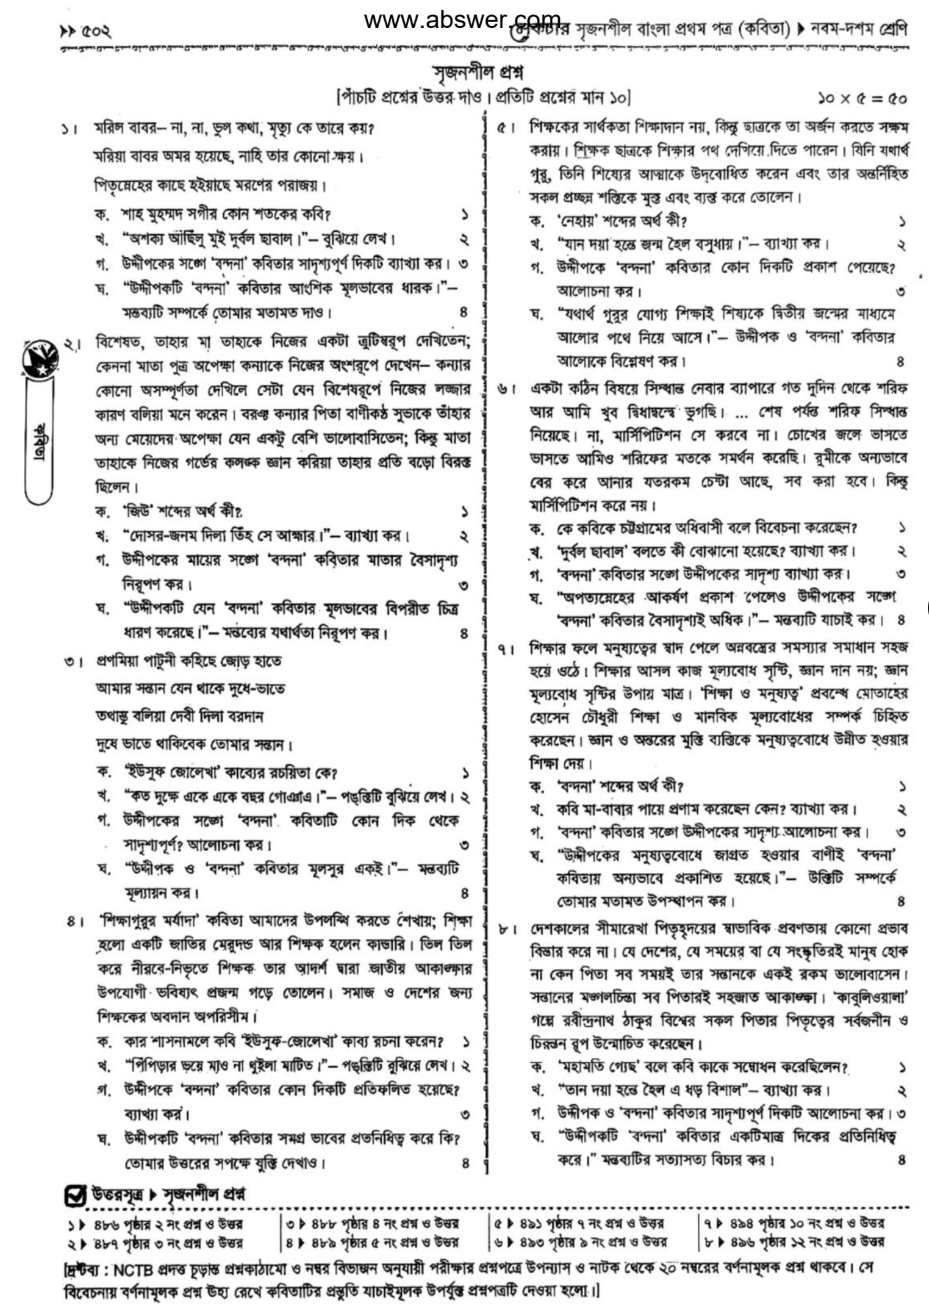 www.abswer.com
▶▶ ৫০২
লেকচার সৃজনশীল বাংলা প্রথম পত্র (কবিতা) ▶ নবম-দশম শ্রেণি
সৃজনশীল প্রশ্ন
[পাঁচটি প্রশ্নের উত্তর দাও। প্রতিটি প্রশ্নের মান ১০] ১০ × ৫ = ৫০
১। মরিল বাবর– না, না, ভুল কথা, মৃত্যু কে তারে কয়?
মরিয়া বাবর অমর হয়েছে, নাহি তার কোনো ক্ষয়।
পিতৃস্নেহের কাছে হইয়াছে মরণের পরাজয়।
ক. শাহ মুহম্মদ সগীর কোন শতকের কবি? ১
খ. “অশক্য আছিলু মুই দুর্বল ছাবাল।”– বুঝিয়ে লেখ। ২
গ. উদ্দীপকের সঙ্গে ‘বন্দনা’ কবিতার সাদৃশ্যপূর্ণ দিকটি ব্যাখ্যা কর। ৩
ঘ. “উদ্দীপকটি ‘বন্দনা’ কবিতার আংশিক মূলভাবের ধারক।”–
মন্তব্যটি সম্পর্কে তোমার মতামত দাও। ৪
২। বিশেষত, তাহার মা তাহাকে নিজের একটা ত্রুটিস্বরূপ দেখিতেন;
কেননা মাতা পুত্র অপেক্ষা কন্যাকে নিজের অংশরূপে দেখেন– কন্যার
কোনো অসম্পূর্ণতা দেখিলে সেটা যেন বিশেষরূপে নিজের লজ্জার
কারণ বলিয়া মনে করেন। বরঞ্চ কন্যার পিতা বাণীকণ্ঠ সুভাকে তাঁহার
অন্য মেয়েদের অপেক্ষা যেন একটু বেশি ভালোবাসিতেন; কিন্তু মাতা
তাহাকে নিজের গর্ভের কলঙ্ক জ্ঞান করিয়া তাহার প্রতি বড়ো বিরক্ত
ছিলেন।
ক. ‘জিউ’ শব্দের অর্থ কী? ১
খ. “দোসর-জনম দিলা তিঁহ সে আহ্মার।”– ব্যাখ্যা কর। ২
গ. উদ্দীপকের মায়ের সঙ্গে ‘বন্দনা’ কবিতার মাতার বৈসাদৃশ্য
নিরূপণ কর। ৩
ঘ. “উদ্দীপকটি যেন ‘বন্দনা’ কবিতার মূলভাবের বিপরীত চিত্র
ধারণ করেছে।”– মন্তব্যের যথার্থতা নিরূপণ কর। ৪
৩। প্রণমিয়া পাটুনী কহিছে জোড় হাতে
আমার সন্তান যেন থাকে দুধে-ভাতে
তথাস্তু বলিয়া দেবী দিলা বরদান
দুধে ভাতে থাকিবেক তোমার সন্তান।
ক. ‘ইউসুফ জোলেখা’ কাব্যের রচয়িতা কে? ১
খ. “কত দুক্ষে একে একে বছর গোঞাএ।”– পঙ্‌ক্তিটি বুঝিয়ে লেখ। ২
গ. উদ্দীপকের সঙ্গে ‘বন্দনা’ কবিতাটি কোন দিক থেকে
সাদৃশ্যপূর্ণ? আলোচনা কর। ৩
ঘ. “উদ্দীপক ও ‘বন্দনা’ কবিতার মূলসুর একই।”– মন্তব্যটি
মূল্যায়ন কর। ৪
৪। ‘শিক্ষাগুরুর মর্যাদা’ কবিতা আমাদের উপলব্ধি করতে শেখায়; শিক্ষা
হলো একটি জাতির মেরুদণ্ড আর শিক্ষক হলেন কান্ডারি। তিল তিল
করে নীরবে-নিভৃতে শিক্ষক তার আদর্শ দ্বারা জাতীয় আকাঙ্ক্ষার
উপযোগী ভবিষ্যৎ প্রজন্ম গড়ে তোলেন। সমাজ ও দেশের জন্য
শিক্ষকের অবদান অপরিসীম।
ক. কার শাসনামলে কবি ‘ইউসুফ-জোলেখা’ কাব্য রচনা করেন? ১
খ. “পিঁপিড়ার ভয়ে মাও না থুইলা মাটিত।”– পঙ্‌ক্তিটি বুঝিয়ে লেখ। ২
গ. উদ্দীপকে ‘বন্দনা’ কবিতার কোন দিকটি প্রতিফলিত হয়েছে?
ব্যাখ্যা কর। ৩
ঘ. উদ্দীপকটি ‘বন্দনা’ কবিতার সমগ্র ভাবের প্রতনিধিত্ব করে কি?
তোমার উত্তরের সপক্ষে যুক্তি দেখাও। ৪
কবিতা
৫। শিক্ষকের সার্থকতা শিক্ষাদান নয়, কিন্তু ছাত্রকে তা অর্জন করতে সক্ষম
করায়। শিক্ষক ছাত্রকে শিক্ষার পথ দেখিয়ে দিতে পারেন। যিনি যথার্থ
গুরু, তিনি শিষ্যের আত্মাকে উদ্‌বোধিত করেন এবং তার অন্তর্নিহিত
সকল প্রচ্ছন্ন শক্তিকে মুক্ত এবং ব্যক্ত করে তোলেন।
ক. ‘নেহায়’ শব্দের অর্থ কী? ১
খ. “যান দয়া হন্তে জন্ম হৈল বসুধায়।”– ব্যাখ্যা কর। ২
গ. উদ্দীপকে ‘বন্দনা’ কবিতার কোন দিকটি প্রকাশ পেয়েছে?
আলোচনা কর। ৩
ঘ. “যথার্থ গুরুর যোগ্য শিক্ষাই শিষ্যকে দ্বিতীয় জন্মের মাধ্যমে
আলোর পথে নিয়ে আসে।”– উদ্দীপক ও ‘বন্দনা’ কবিতার
আলোকে বিশ্লেষণ কর। ৪
৬। একটা কঠিন বিষয়ে সিদ্ধান্ত নেবার ব্যাপারে গত দুদিন থেকে শরিফ
আর আমি খুব দ্বিধাদ্বন্দ্বে ভুগছি। ... শেষ পর্যন্ত শরিফ সিদ্ধান্ত
নিয়েছে। না, মার্সিপিটিশন সে করবে না। চোখের জলে ভাসতে
ভাসতে আমিও শরিফের মতকে সমর্থন করেছি। রুমীকে অন্যভাবে
বের করে আনার যতরকম চেষ্টা আছে, সব করা হবে। কিন্তু
মার্সিপিটিশন করে নয়।
ক. কে কবিকে চট্টগ্রামের অধিবাসী বলে বিবেচনা করেছেন? ১
খ. ‘দুর্বল ছাবাল’ বলতে কী বোঝানো হয়েছে? ব্যাখ্যা কর। ২
গ. ‘বন্দনা’ কবিতার সঙ্গে উদ্দীপকের সাদৃশ্য ব্যাখ্যা কর। ৩
ঘ. “অপত্যস্নেহের আকর্ষণ প্রকাশ পেলেও উদ্দীপকের সঙ্গে
‘বন্দনা’ কবিতার বৈসাদৃশ্যই অধিক।”– মন্তব্যটি যাচাই কর। ৪
৭। শিক্ষার ফলে মনুষ্যত্বের স্বাদ পেলে অন্নবস্ত্রের সমস্যার সমাধান সহজ
হয়ে ওঠে। শিক্ষার আসল কাজ মূল্যবোধ সৃষ্টি, জ্ঞান দান নয়; জ্ঞান
মূল্যবোধ সৃষ্টির উপায় মাত্র। ‘শিক্ষা ও মনুষ্যত্ব’ প্রবন্ধে মোতাহের
হোসেন চৌধুরী শিক্ষা ও মানবিক মূল্যবোধের সম্পর্ক চিহ্নিত
করেছেন। জ্ঞান ও অন্তরের মুক্তি ব্যক্তিকে মনুষ্যত্ববোধে উন্নীত হওয়ার
শিক্ষা দেয়।
ক. ‘বন্দনা’ শব্দের অর্থ কী? ১
খ. কবি মা-বাবার পায়ে প্রণাম করেছেন কেন? ব্যাখ্যা কর। ২
গ. ‘বন্দনা’ কবিতার সঙ্গে উদ্দীপকের সাদৃশ্য আলোচনা কর। ৩
ঘ. “উদ্দীপকের মনুষ্যত্ববোধে জাগ্রত হওয়ার বাণীই ‘বন্দনা’
কবিতায় অন্যভাবে প্রকাশিত হয়েছে।”– উক্তিটি সম্পর্কে
তোমার মতামত উপস্থাপন কর। ৪
৮। দেশকালের সীমারেখা পিতৃহৃদয়ের স্বাভাবিক প্রবণতায় কোনো প্রভাব
বিস্তার করে না। যে দেশের, যে সময়ের বা যে সংস্কৃতিরই মানুষ হোক
না কেন পিতা সব সময়ই তার সন্তানকে একই রকম ভালোবাসেন।
সন্তানের মঙ্গলচিন্তা সব পিতারই সহজাত আকাঙ্ক্ষা। ‘কাবুলিওয়ালা’
গল্পে রবীন্দ্রনাথ ঠাকুর বিশ্বের সকল পিতার পিতৃত্বের সর্বজনীন ও
চিরন্তন রূপ উন্মোচিত করেছেন।
ক. ‘মহামতি গ্যেছ’ বলে কবি কাকে সম্বোধন করেছিলেন? ১
খ. “তান দয়া হন্তে হৈল এ ধড় বিশাল”– ব্যাখ্যা কর। ২
গ. উদ্দীপক ও ‘বন্দনা’ কবিতার সাদৃশ্যপূর্ণ দিকটি আলোচনা কর। ৩
ঘ. “উদ্দীপকটি ‘বন্দনা’ কবিতার একটিমাত্র দিকের প্রতিনিধিত্ব
করে।” মন্তব্যটির সত্যাসত্য বিচার কর। ৪
উত্তরসূত্র ▶ সৃজনশীল প্রশ্ন
১ ▶ ৪৮৬ পৃষ্ঠার ২ নং প্রশ্ন ও উত্তর
২ ▶ ৪৮৭ পৃষ্ঠার ৩ নং প্রশ্ন ও উত্তর
৩ ▶ ৪৮৮ পৃষ্ঠার ৪ নং প্রশ্ন ও উত্তর
৪ ▶ ৪৮৯ পৃষ্ঠার ৫ নং প্রশ্ন ও উত্তর
৫ ▶ ৪৯১ পৃষ্ঠার ৭ নং প্রশ্ন ও উত্তর
৬ ▶ ৪৯৩ পৃষ্ঠার ৯ নং প্রশ্ন ও উত্তর
৭ ▶ ৪৯৪ পৃষ্ঠার ১০ নং প্রশ্ন ও উত্তর
৮ ▶ ৪৯৬ পৃষ্ঠার ১২ নং প্রশ্ন ও উত্তর
[দ্রষ্টব্য : NCTB প্রদত্ত চূড়ান্ত প্রশ্নকাঠামো ও নম্বর বিভাজন অনুযায়ী পরীক্ষার প্রশ্নপত্রে উপন্যাস ও নাটক থেকে ২০ নম্বরের বর্ণনামূলক প্রশ্ন থাকবে। সে
বিবেচনায় বর্ণনামূলক প্রশ্ন উহ্য রেখে কবিতাটির প্রস্তুতি যাচাইমূলক উপর্যুক্ত প্রশ্নপত্রটি দেওয়া হলো।]